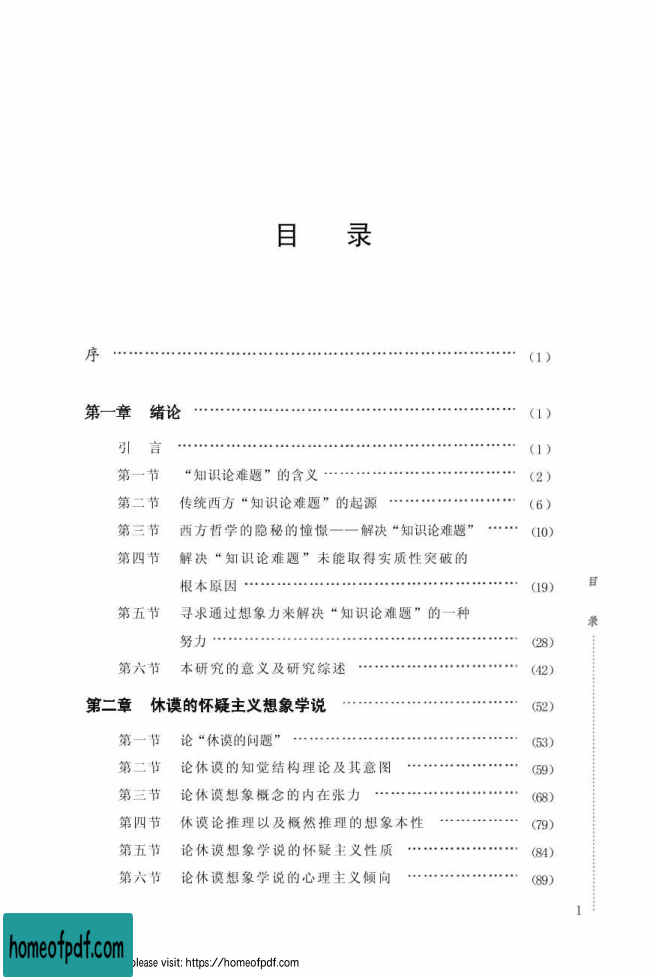 目 录
序 …………………………………………………………… (1)
第一章 绪论 ……………………………………………… (1)
引 言 ………………………………………………… (1)
第一节 “知识论难题”的含义 ………………………… (2)
第二节 传统西方“知识论难题”的起源 ……………… (6)
第三节 西方哲学的隐秘的憧憬——解决“知识论难题” …… (10)
第四节 解决“知识论难题”未能取得实质性突破的
根本原因 ……………………………………… (19)
第五节 寻求通过想象力来解决“知识论难题”的一种
努力 …………………………………………… (28)
第六节 本研究的意义及研究综述 …………………… (42)
第二章 休谟的怀疑主义想象学说 ……………………… (52)
第一节 论“休谟的问题” ……………………………… (53)
第二节 论休谟的知觉结构理论及其意图 …………… (59)
第三节 论休谟想象概念的内在张力 ………………… (68)
第四节 休谟论推理以及概然推理的想象本性 ………… (79)
第五节 论休谟想象学说的怀疑主义性质 …………… (84)
第六节 论休谟想象学说的心理主义倾向 …………… (89)
目
录
1
homeofpdf.com
please visit: https://homeofpdf.com